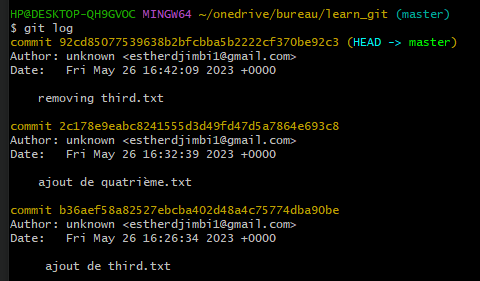 HP@DESKTOP-QH9GVOC MINGW64 ~/onedrive/bureau/learn_git (master)
$ git log
commit 92cd85077539638b2bfcbba5b2222cf370be92c3 (HEAD -> master)
Author: unknown <estherdjimbi1@gmail.com>
Date:   Fri May 26 16:42:09 2023 +0000
removing third.txt
commit 2c178e9eabc8241555d3d49fd47d5a7864e693c8
Author: unknown <estherdjimbi1@gmail.com>
Date:   Fri May 26 16:32:39 2023 +0000
ajout de quatrième.txt
commit b36aef58a82527ebcba402d48a4c75774dba90be
Author: unknown <estherdjimbi1@gmail.com>
Date:   Fri May 26 16:26:34 2023 +0000
ajout de third.txt